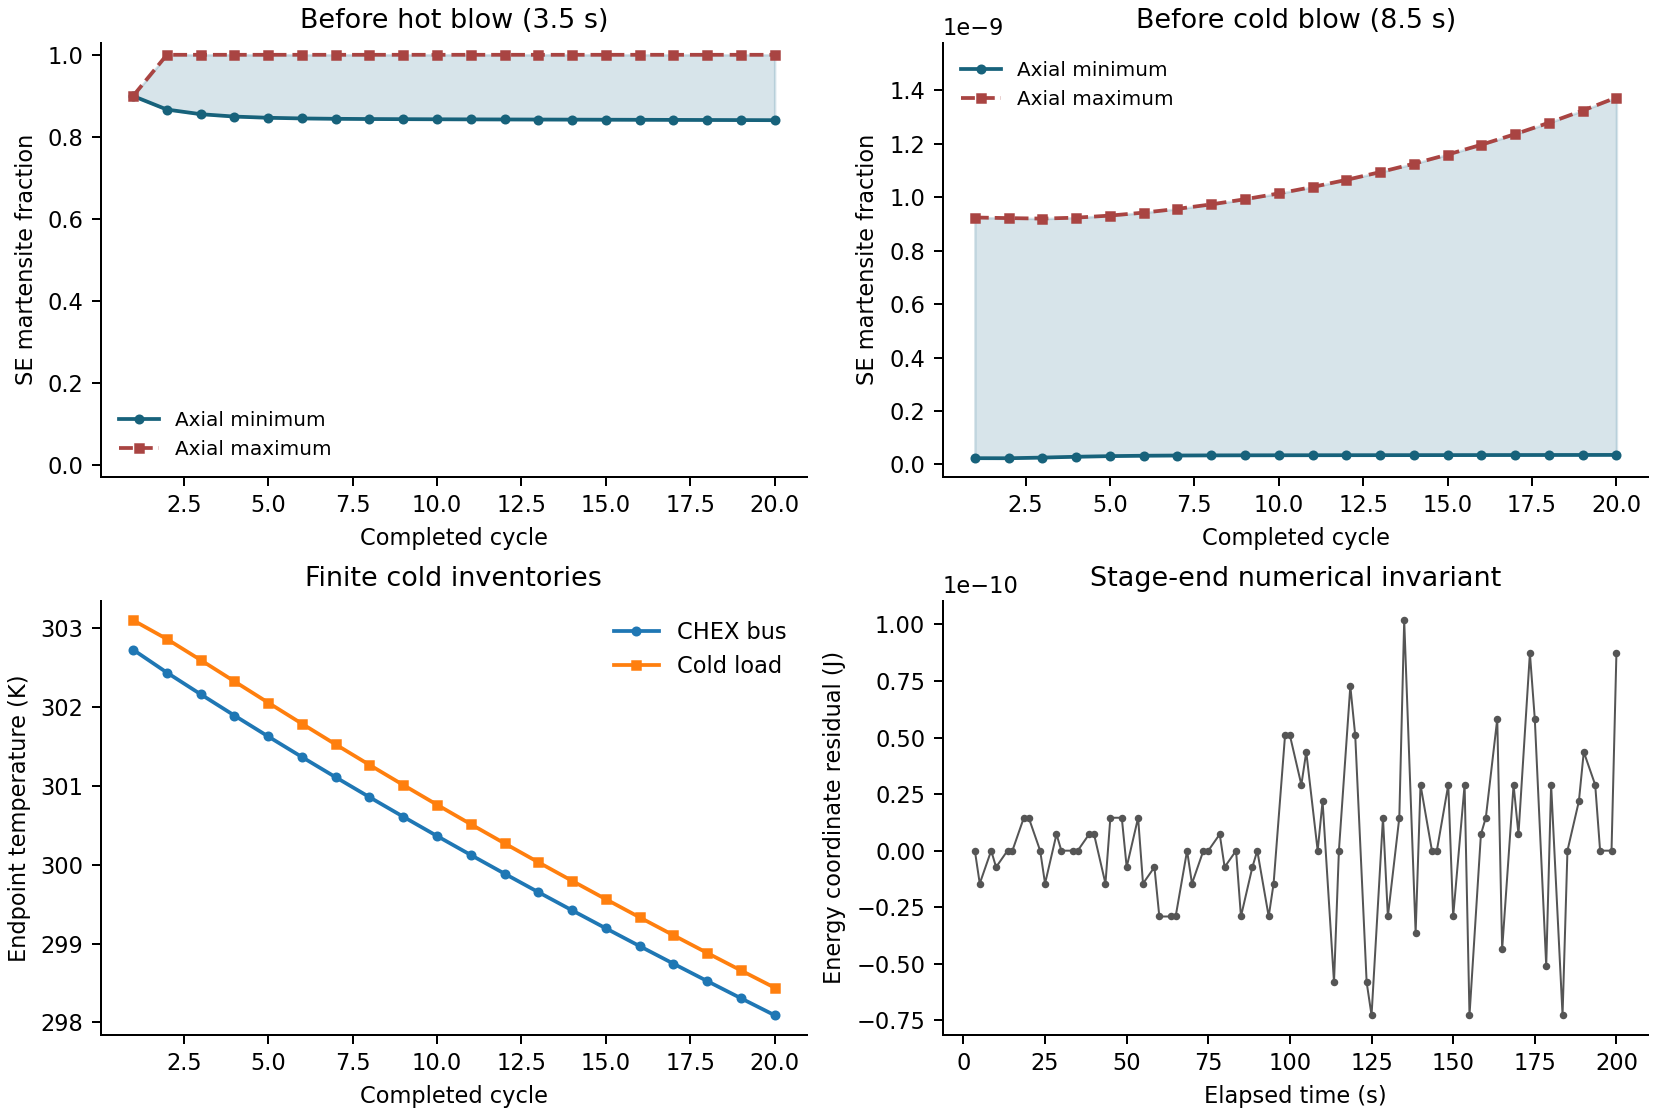 Before hot blow (3.5 s)
SE martensite fraction
1.0
0.8
0.6
0.4
0.2
0.0
Axial minimum
Axial maximum
2.5 5.0 7.5 10.0 12.5 15.0 17.5 20.0
Completed cycle
Before cold blow (8.5 s)
1e−9
SE martensite fraction
1.4
1.2
1.0
0.8
0.6
0.4
0.2
0.0
Axial minimum
Axial maximum
2.5 5.0 7.5 10.0 12.5 15.0 17.5 20.0
Completed cycle
Finite cold inventories
Endpoint temperature (K)
303
302
301
300
299
298
CHEX bus
Cold load
2.5 5.0 7.5 10.0 12.5 15.0 17.5 20.0
Completed cycle
Stage-end numerical invariant
1e−10
Energy coordinate residual (J)
1.00
0.75
0.50
0.25
0.00
−0.25
−0.50
−0.75
0 25 50 75 100 125 150 175 200
Elapsed time (s)